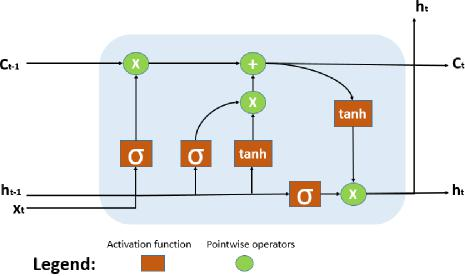 hₜ
Cₜ₋₁
X
+
Cₜ
X
tanh
σ
σ
tanh
hₜ₋₁
σ
X
hₜ
Xₜ
Activation function
Pointwise operators
Legend: